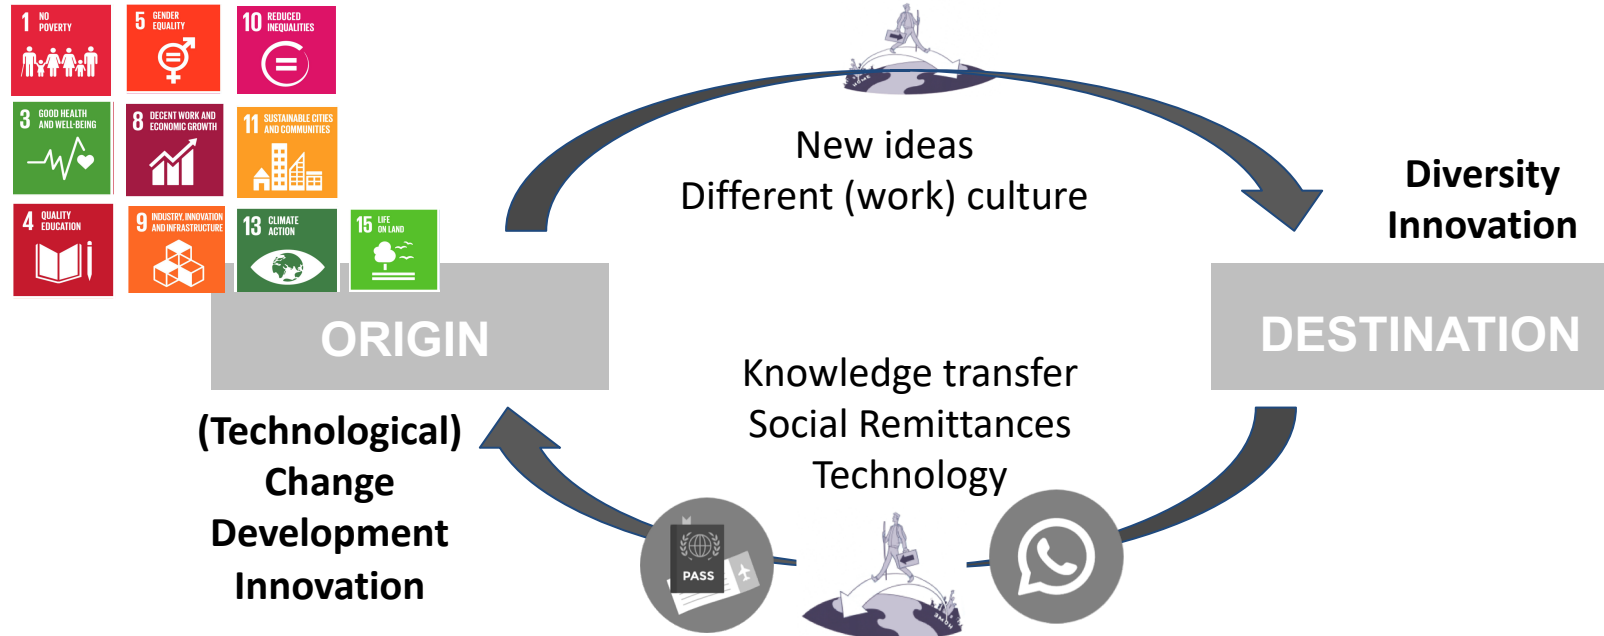 1 NO POVERTY
5 GENDER EQUALITY
10 REDUCED INEQUALITIES
3 GOOD HEALTH AND WELL-BEING
8 DECENT WORK AND ECONOMIC GROWTH
11 SUSTAINABLE CITIES AND COMMUNITIES
4 QUALITY EDUCATION
9 INDUSTRY, INNOVATION AND INFRASTRUCTURE
13 CLIMATE ACTION
15 LIFE ON LAND
HOME
New ideas
Different (work) culture
Diversity
Innovation
ORIGIN
DESTINATION
Knowledge transfer
Social Remittances
Technology
(Technological)
Change
Development
Innovation
PASS
HOME